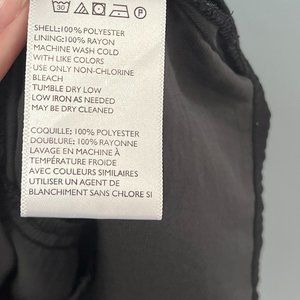 30
P
SHELL:100% POLYESTER
LINING:100% RAYON
MACHINE WASH COLD
WITH LIKE COLORS
USE ONLY NON-CHLORINE
BLEACH
TUMBLE DRY LOW
LOW IRON AS NEEDED
MAY BE DRY CLEANED
COQUILLE: 100% POLYESTER
DOUBLURE: 100% RAYONNE
LAVAGE EN MACHINE À
TEMPÉRATURE FROIDE
AVEC COULEURS SIMILAIRES
UTILISER UN AGENT DE
BLANCHIMENT SANS CHLORE SI